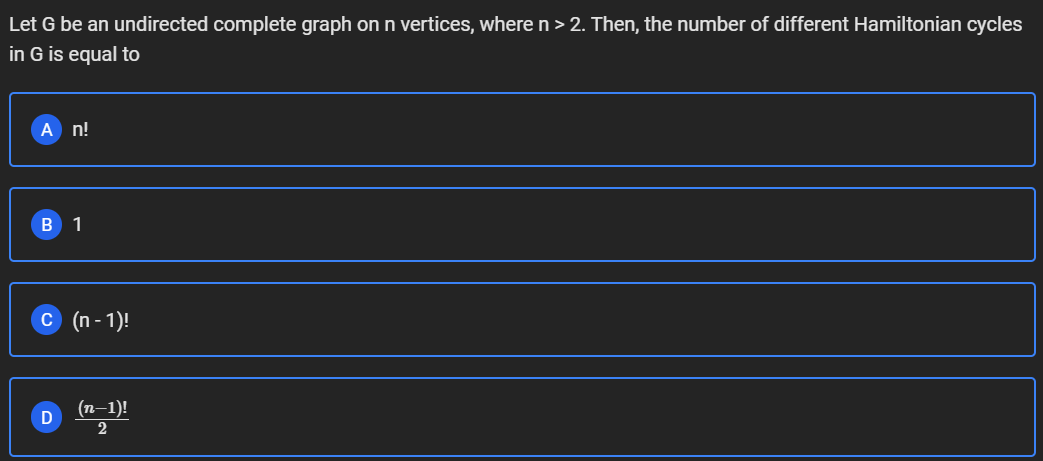 Let G be an undirected complete graph on n vertices, where n > 2. Then, the number of different Hamiltonian cycles
in G is equal to
A n!
B 1
C (n - 1)!
D \frac{(n-1)!}{2}